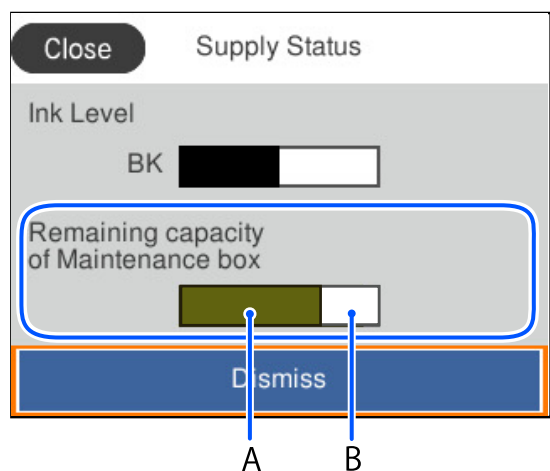 Close
Supply Status
Ink Level
BK
Remaining capacity
of Maintenance box
Dismiss
A
B